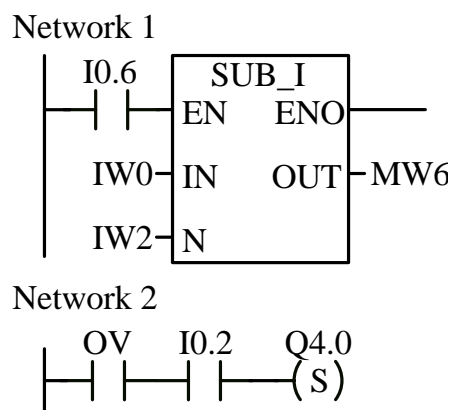 Network 1
I0.6
SUB_I
EN ENO
IW0 IN OUT MW6
IW2 N
Network 2
OV I0.2 Q4.0
(S)